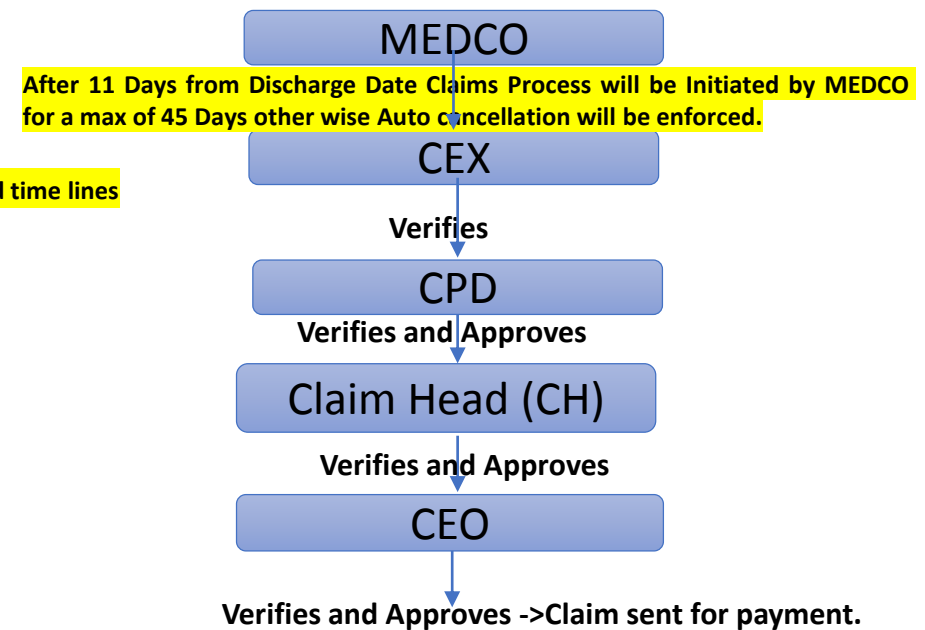 MEDCO
After 11 Days from Discharge Date Claims Process will be Initiated by MEDCO
for a max of 45 Days other wise Auto cancellation will be enforced.
CEX
time lines
Verifies
CPD
Verifies and Approves
Claim Head (CH)
Verifies and Approves
CEO
Verifies and Approves ->Claim sent for payment.